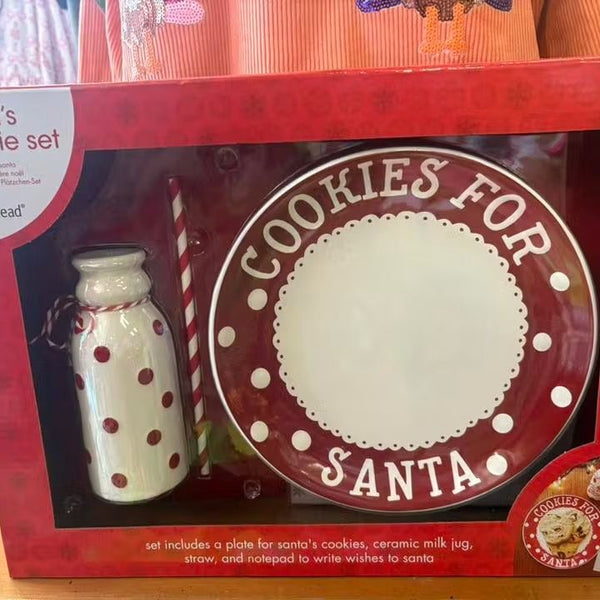 's
ie set
santa
ère noël
Plätzchen-Set
read®
COOKIES FOR
SANTA
set includes a plate for santa's cookies, ceramic milk jug,
straw, and notepad to write wishes to santa
COOKIES FOR
SANTA